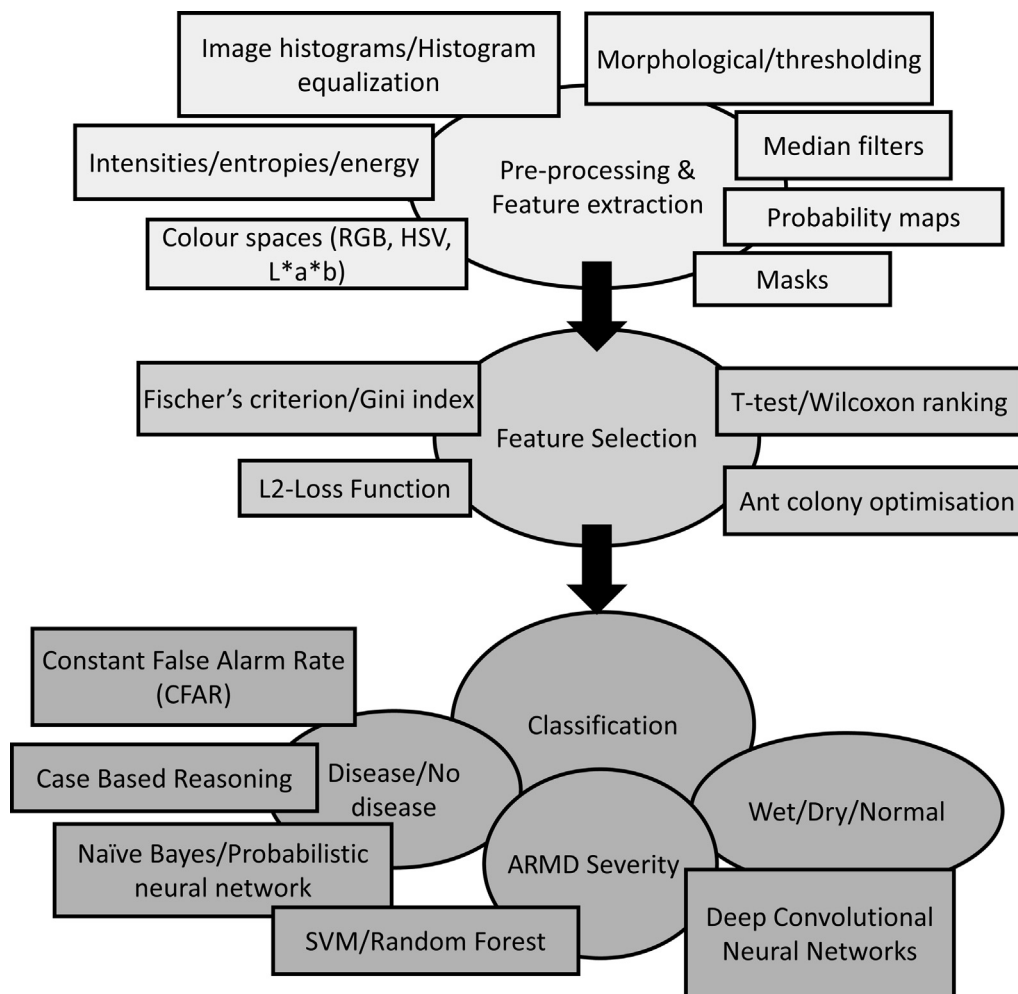 Image histograms/Histogram
equalization
Morphological/thresholding
Intensities/entropies/energy
Median filters
Pre-processing &
Feature extraction
Colour spaces (RGB, HSV,
L*a*b)
Probability maps
Masks
Fischer's criterion/Gini index
T-test/Wilcoxon ranking
Feature Selection
L2-Loss Function
Ant colony optimisation
Constant False Alarm Rate
(CFAR)
Classification
Case Based Reasoning
Disease/No
disease
Wet/Dry/Normal
Naïve Bayes/Probabilistic
neural network
ARMD Severity
SVM/Random Forest
Deep Convolutional
Neural Networks